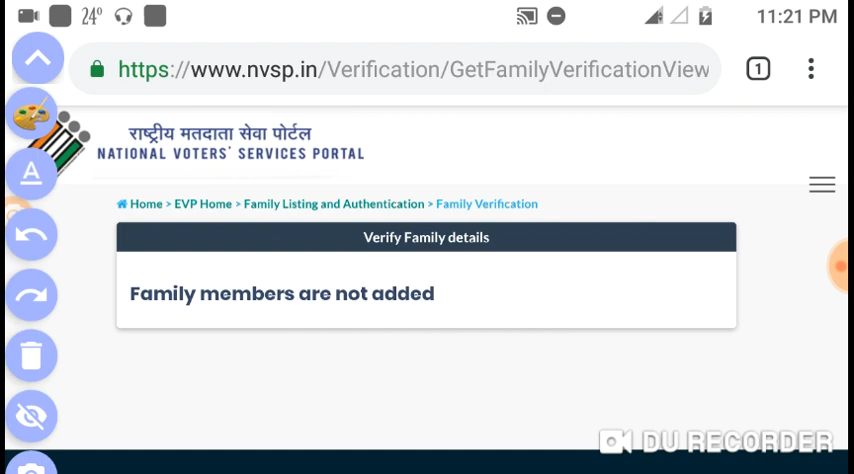 24°
11:21 PM
https://www.nvsp.in/Verification/GetFamilyVerificationView
1
राष्ट्रीय मतदाता सेवा पोर्टल
NATIONAL VOTERS' SERVICES PORTAL
A
Home > EVP Home > Family Listing and Authentication > Family Verification
Verify Family details
Family members are not added
DU RECORDER